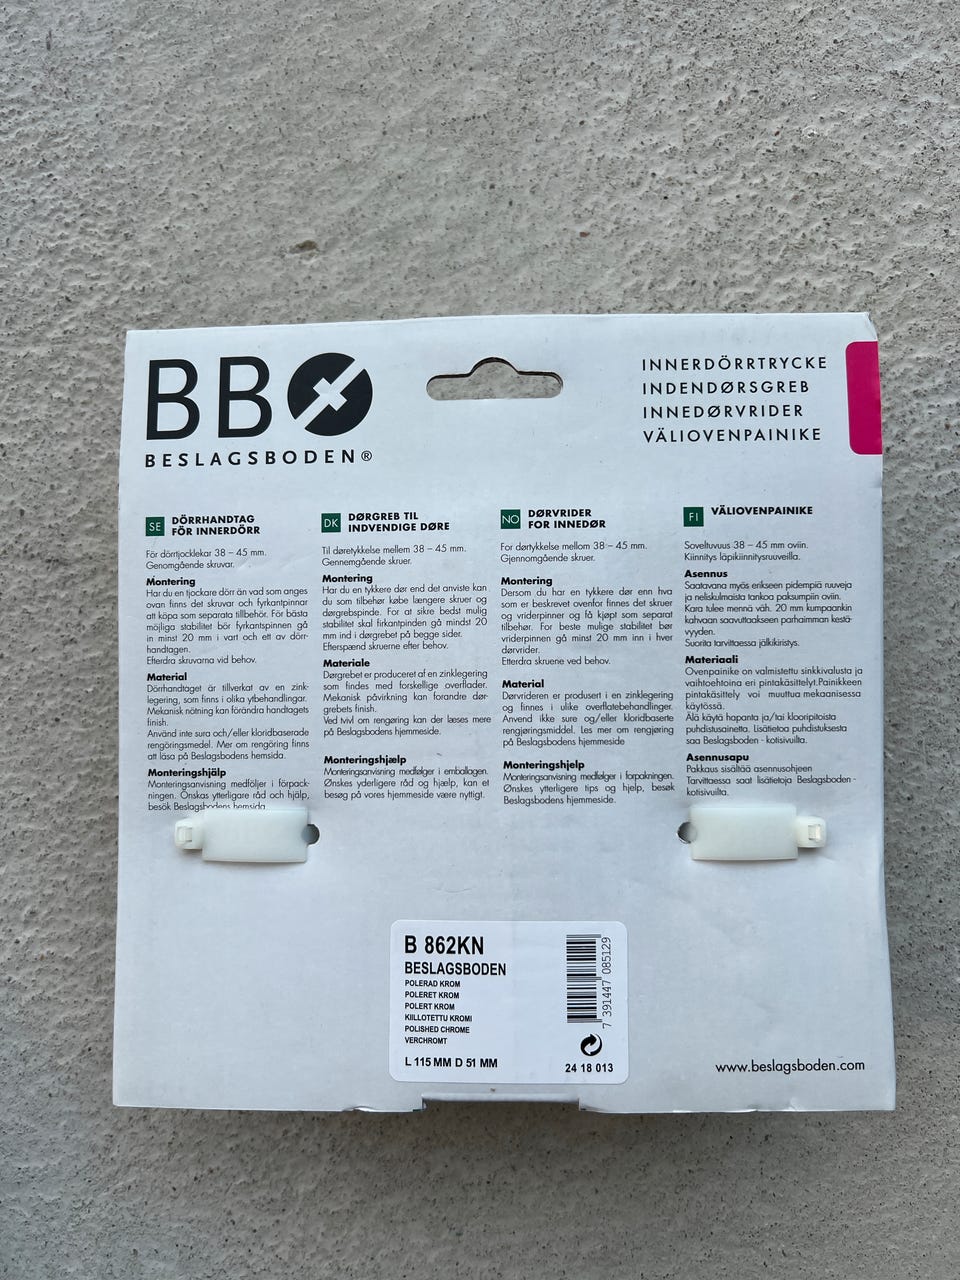 BB
BESLAGSBODEN®
INNERDÖRRTRYCKE
INDENDØRSGREB
INNEDØRVRIDER
VÄLIOVENPAINIKE
SE DÖRRHANDTAG
FÖR INNERDÖRR
För dörrtjocklekar 38 – 45 mm.
Genomgående skruvar.
Montering
Har du en tjockare dörr än vad som anges
ovan finns det skruvar och fyrkantpinnar
att köpa som separata tillbehör. För bästa
möjliga stabilitet bör fyrkantspinnen gå
in minst 20 mm i vart och ett av dörr-
handtagen.
Efterdra skruvarna vid behov.
Material
Dörrhandtaget är tillverkat av en zink-
legering, som finns i olika ytbehandlingar.
Mekanisk nötning kan förändra handtagets
finish.
Använd inte sura och/eller kloridbaserade
rengöringsmedel. Mer om rengöring finns
att läsa på Beslagsbodens hemsida.
Monteringshjälp
Monteringsanvisning medföljer i förpack-
ningen. Önskas ytterligare råd och hjälp,
besök Beslagsbodens hemsida.
DK DØRGREB TIL
INDVENDIGE DØRE
Til døretykkelse mellem 38 – 45 mm.
Gennemgående skruer.
Montering
Har du en tykkere dør end det anviste kan
du som tilbehør købe længere skruer og
dørgrebspinde. For at sikre bedst mulig
stabilitet skal firkantpinden gå mindst 20
mm ind i dørgrebet på begge sider.
Efterspænd skruerne efter behov.
Materiale
Dørgrebet er produceret af en zinklegering
som findes med forskellige overflader.
Mekanisk påvirkning kan forandre dør-
grebets finish.
Ved tvivl om rengøring kan der læses mere
på Beslagsbodens hjemmeside.
Monteringshjælp
Monteringsanvisning medfølger i emballagen.
Ønskes yderligere råd og hjælp, kan et
besøg på vores hjemmeside være nyttigt.
NO DØRVRIDER
FOR INNEDØR
For dørtykkelse mellom 38 – 45 mm.
Gjennomgående skruer.
Montering
Dersom du har en tykkere dør enn hva
som er beskrevet ovenfor finnes det skruer
og vriderpinner og få kjøpt som separat
tilbehør. For beste mulige stabilitet bør
vriderpinnen gå minst 20 mm inn i hver
dørvrider.
Etterdra skruene ved behov.
Material
Dørvrideren er produsert i en zinklegering
og finnes i ulike overflatebehandlinger.
Anvend ikke sure og/eller kloridbaserte
rengjøringsmiddel. Les mer om rengjøring
på Beslagsbodens hjemmeside
Monteringshjelp
Monteringsanvisning medfølger i forpakningen.
Ønskes ytterligere tips og hjelp, besøk
Beslagsbodens hjemmeside.
FI VÄLIOVENPAINIKE
Soveltuvuus 38 – 45 mm oviin.
Kiinnitys läpikiinnitysruuveilla.
Asennus
Saatavana myös erikseen pidempiä ruuveja
ja neliskulmaista tankoa paksumpiin oviin.
Kara tulee mennä väh. 20 mm kumpaankin
kahvaan saavuttaakseen parhaimman kestä-
vyyden.
Suorita tarvittaessa jälkikiristys.
Materiaali
Ovenpainike on valmistettu sinkkivalusta ja
vaihtoehtoina eri pintakäsittelyt.Painikkeen
pintakäsittely voi muuttua mekaanisessa
käytössä.
Älä käytä hapanta ja/tai klooripitoista
puhdistusainetta. Lisätietoa puhdistuksesta
saa Beslagsboden - kotisivuilta.
Asennusapu
Pakkaus sisältää asennusohjeen
Tarvittaessa saat lisätietoja Beslagsboden -
kotisivuilta.
B 862KN
BESLAGSBODEN
POLERAD KROM
POLERET KROM
POLERT KROM
KIILLOTETTU KROMI
POLISHED CHROME
VERCHROMT
L 115 MM D 51 MM
7 391447 085129
24 18 013
www.beslagsboden.com